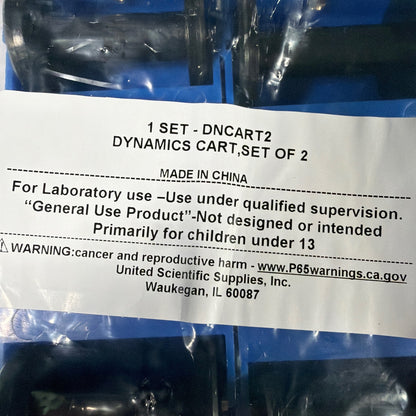 1 SET - DNCART2
DYNAMICS CART,SET OF 2
MADE IN CHINA
For Laboratory use –Use under qualified supervision.
“General Use Product”-Not designed or intended
Primarily for children under 13
⚠WARNING:cancer and reproductive harm - www.P65warnings.ca.gov
United Scientific Supplies, Inc.
Waukegan, IL 60087